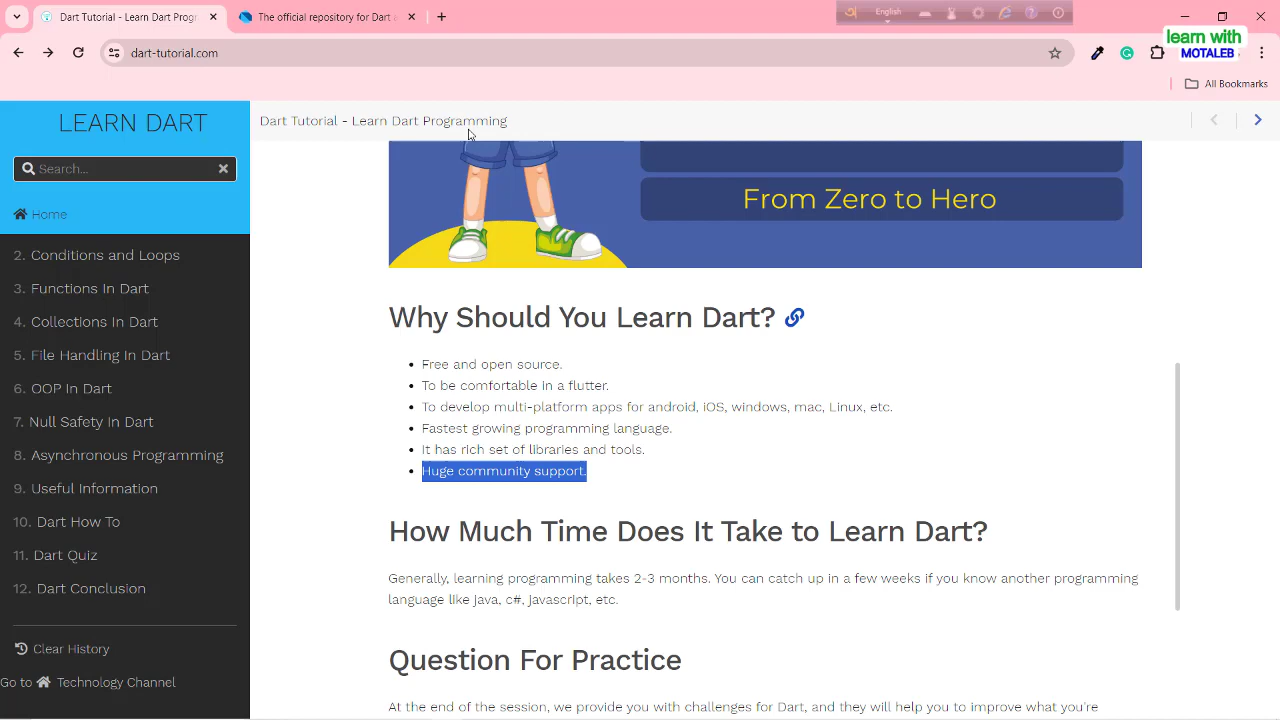 Dart Tutorial - Learn Dart Progr
The official repository for Dart
English
learn with
MOTALEB
dart-tutorial.com
All Bookmarks
LEARN DART
Search...
Home
2. Conditions and Loops
3. Functions In Dart
4. Collections In Dart
5. File Handling In Dart
6. OOP In Dart
7. Null Safety In Dart
8. Asynchronous Programming
9. Useful Information
10. Dart How To
11. Dart Quiz
12. Dart Conclusion
Clear History
Go to Technology Channel
Dart Tutorial - Learn Dart Programming
From Zero to Hero
Why Should You Learn Dart?
Free and open source.
To be comfortable in a flutter.
To develop multi-platform apps for android, iOS, windows, mac, Linux, etc.
Fastest growing programming language.
It has rich set of libraries and tools.
Huge community support.
How Much Time Does It Take to Learn Dart?
Generally, learning programming takes 2-3 months. You can catch up in a few weeks if you know another programming
language like java, c#, javascript, etc.
Question For Practice
At the end of the session, we provide you with challenges for Dart, and they will help you to improve what you're